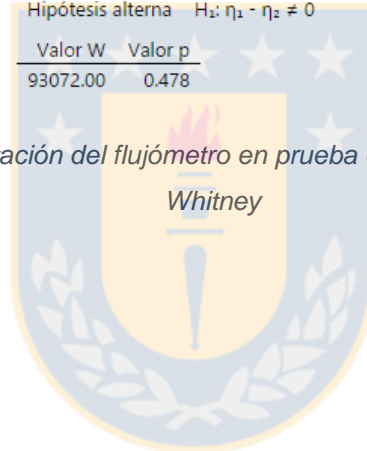 Hipótesis alterna H₁: η₁ - η₂ ≠ 0
Valor W Valor p
93072.00 0.478
ación del flujómetro en prueba
Whitney